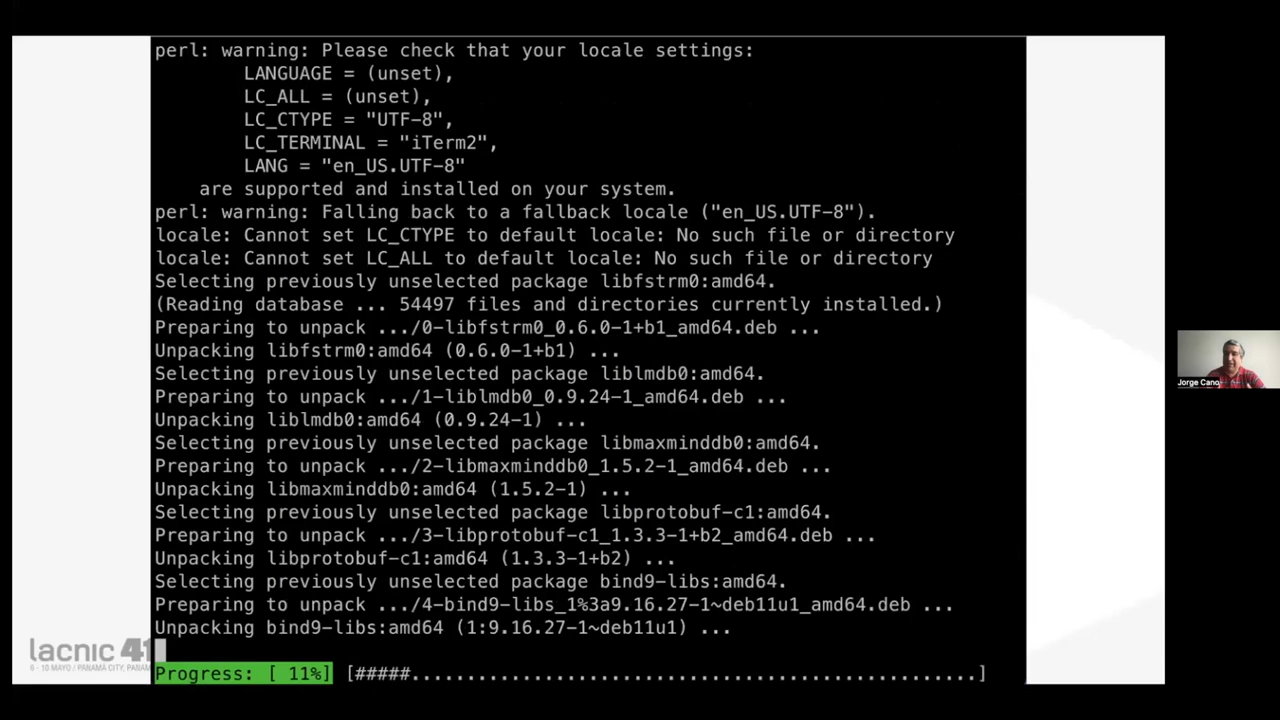 perl: warning: Please check that your locale settings:
LANGUAGE = (unset),
LC_ALL = (unset),
LC_CTYPE = "UTF-8",
LC_TERMINAL = "iTerm2",
LANG = "en_US.UTF-8"
are supported and installed on your system.
perl: warning: Falling back to a fallback locale ("en_US.UTF-8").
locale: Cannot set LC_CTYPE to default locale: No such file or directory
locale: Cannot set LC_ALL to default locale: No such file or directory
Selecting previously unselected package libfstrm0:amd64.
(Reading database ... 54497 files and directories currently installed.)
Preparing to unpack .../0-libfstrm0_0.6.0-1+b1_amd64.deb ...
Unpacking libfstrm0:amd64 (0.6.0-1+b1) ...
Selecting previously unselected package liblmdb0:amd64.
Preparing to unpack .../1-liblmdb0_0.9.24-1_amd64.deb ...
Unpacking liblmdb0:amd64 (0.9.24-1) ...
Selecting previously unselected package libmaxminddb0:amd64.
Preparing to unpack .../2-libmaxminddb0_1.5.2-1_amd64.deb ...
Unpacking libmaxminddb0:amd64 (1.5.2-1) ...
Selecting previously unselected package libprotobuf-c1:amd64.
Preparing to unpack .../3-libprotobuf-c1_1.3.3-1+b2_amd64.deb ...
Unpacking libprotobuf-c1:amd64 (1.3.3-1+b2) ...
Selecting previously unselected package bind9-libs:amd64.
Preparing to unpack .../4-bind9-libs_1%3a9.16.27-1~deb11u1_amd64.deb ...
Unpacking bind9-libs:amd64 (1:9.16.27-1~deb11u1) ...
Progress: [ 11%] [#####...................................................]
lacnic 41
6 - 10 MAYO / PANAMÁ CITY, PANAM
Jorge Cano